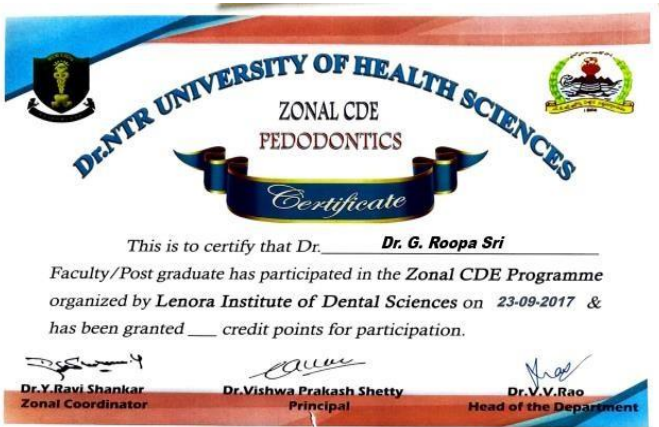 Dr.NTR UNIVERSITY OF HEALTH SCIENCES
ZONAL CDE
PEDODONTICS
Certificate
This is to certify that Dr. Dr. G. Roopa Sri
Faculty/Post graduate has participated in the Zonal CDE Programme
organized by Lenora Institute of Dental Sciences on 23-09-2017 &
has been granted ___ credit points for participation.
Dr.Y.Ravi Shankar
Zonal Coordinator
Dr.Vishwa Prakash Shetty
Principal
Dr.V.V.Rao
Head of the Department